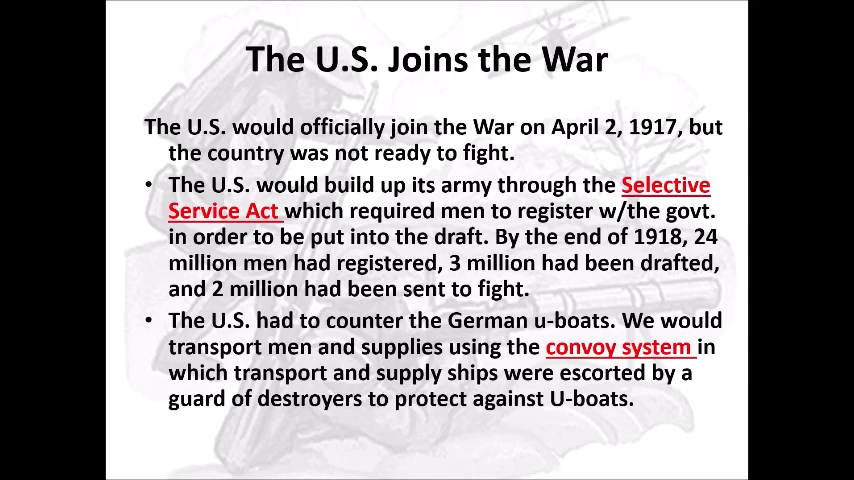 The U.S. Joins the War
The U.S. would officially join the War on April 2, 1917, but
the country was not ready to fight.
• The U.S. would build up its army through the Selective
Service Act which required men to register w/the govt.
in order to be put into the draft. By the end of 1918, 24
million men had registered, 3 million had been drafted,
and 2 million had been sent to fight.
• The U.S. had to counter the German u-boats. We would
transport men and supplies using the convoy system in
which transport and supply ships were escorted by a
guard of destroyers to protect against U-boats.